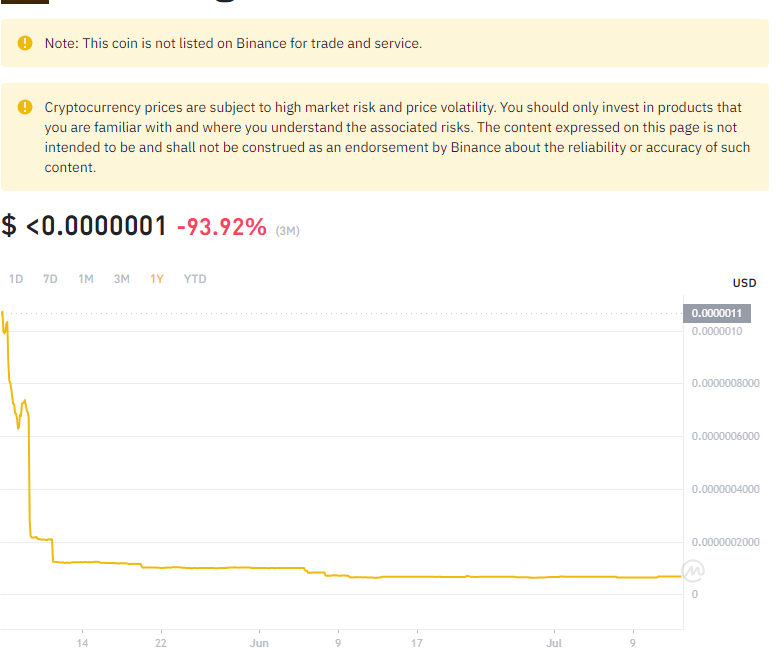 Note: This coin is not listed on Binance for trade and service.
Cryptocurrency prices are subject to high market risk and price volatility. You should only invest in products that
you are familiar with and where you understand the associated risks. The content expressed on this page is not
intended to be and shall not be construed as an endorsement by Binance about the reliability or accuracy of such
content.
$ <0.0000001 -93.92% (3M)
1D 7D 1M 3M 1Y YTD
USD
0.0000011
0.0000010
0.0000008000
0.0000006000
0.0000004000
0.0000002000
0
14 22 Jun 9 17 Jul 9